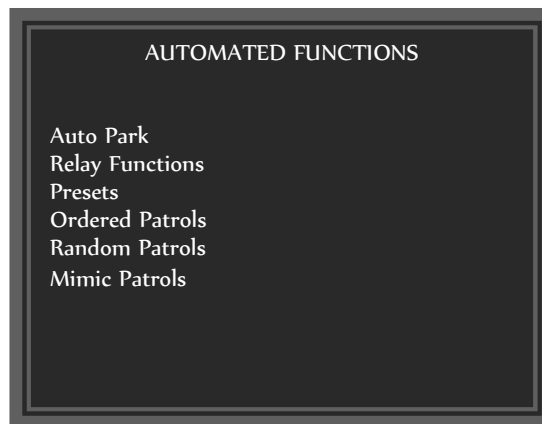 AUTOMATED FUNCTIONS
Auto Park
Relay Functions
Presets
Ordered Patrols
Random Patrols
Mimic Patrols